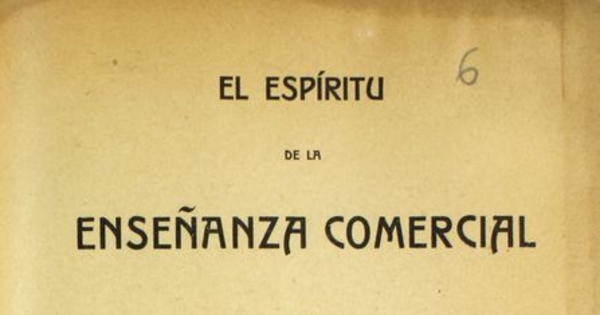 EL ESPÍRITU
6
DE LA
ENSEÑANZA COMERCIAL